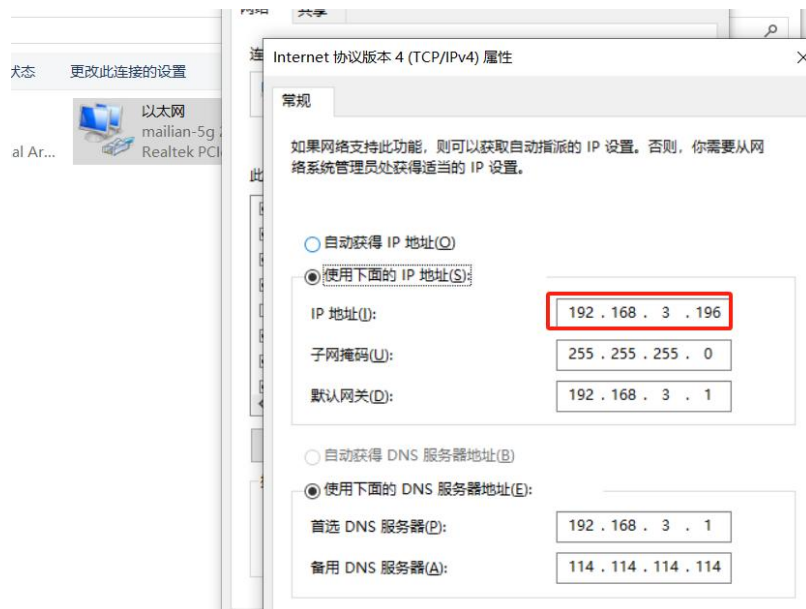 网络
共享
连
状态
更改此连接的设置
Internet 协议版本 4 (TCP/IPv4) 属性
以太网
mailian-5g 2
Realtek PCI
al Ar...
常规
如果网络支持此功能，则可以获取自动指派的 IP 设置。否则，你需要从网
络系统管理员处获得适当的 IP 设置。
此
自动获得 IP 地址(O)
使用下面的 IP 地址(S):
IP 地址(I):
192 . 168 . 3 . 196
子网掩码(U):
255 . 255 . 255 . 0
默认网关(D):
192 . 168 . 3 . 1
自动获得 DNS 服务器地址(B)
使用下面的 DNS 服务器地址(E):
首选 DNS 服务器(P):
192 . 168 . 3 . 1
备用 DNS 服务器(A):
114 . 114 . 114 . 114